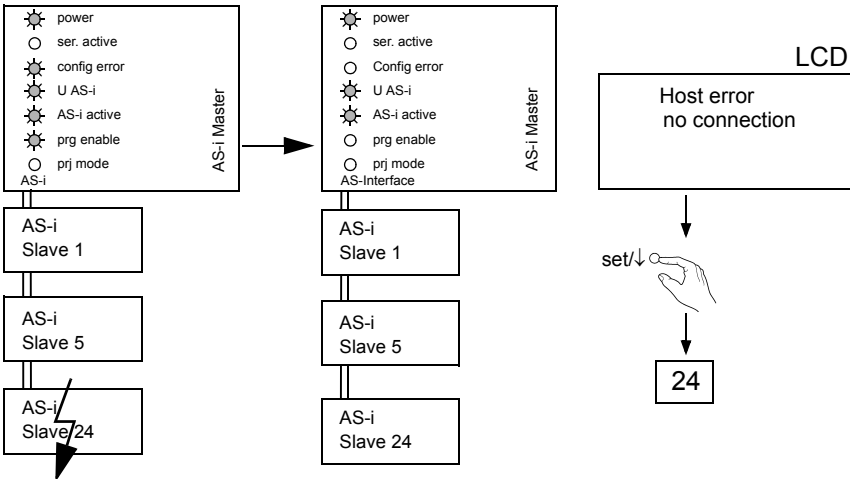 power
ser. active
config error
U AS-i
AS-i active
prg enable
prj mode
AS-i
AS-i Master
AS-i
Slave 1
AS-i
Slave 5
AS-i
Slave 24
power
ser. active
Config error
U AS-i
AS-i active
prg enable
prj mode
AS-Interface
AS-i Master
AS-i
Slave 1
AS-i
Slave 5
AS-i
Slave 24
LCD
Host error
no connection
set/↓
24